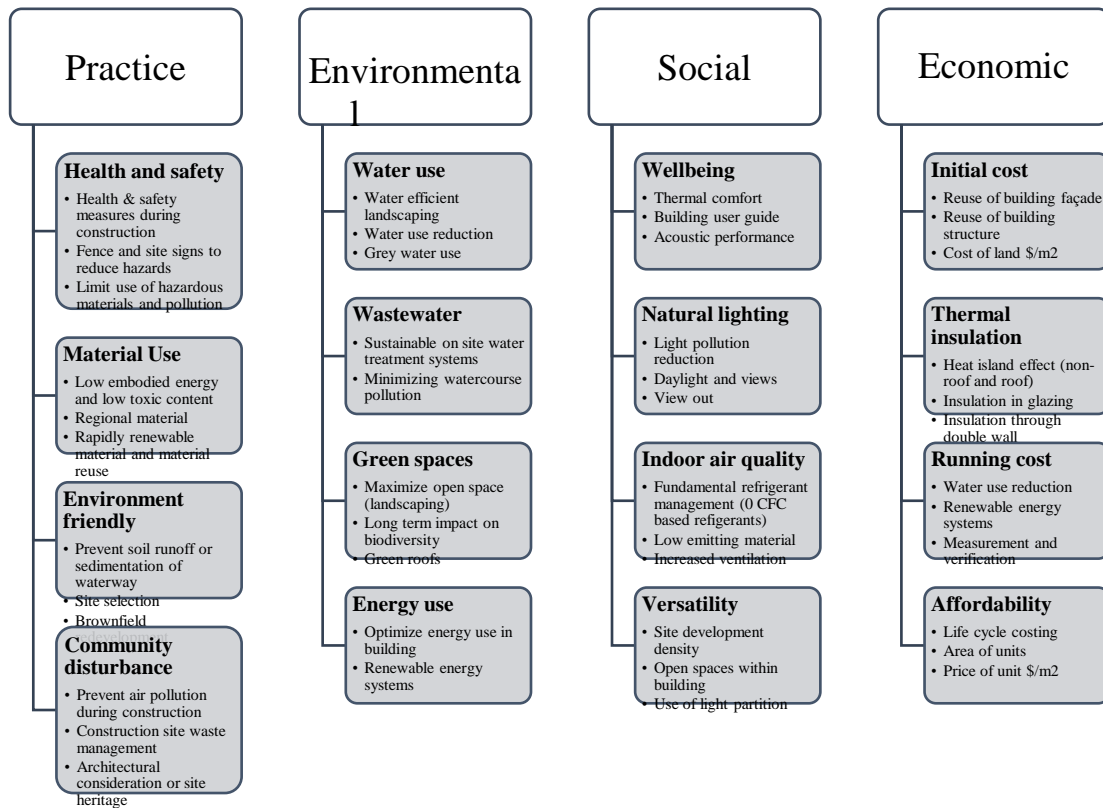 Practice
Health and safety
• Health & safety
measures during
construction
• Fence and site signs to
reduce hazards
• Limit use of hazardous
materials and pollution
Material Use
• Low embodied energy
and low toxic content
• Regional material
• Rapidly renewable
material and material
reuse
Environment
friendly
• Prevent soil runoff or
sedimentation of
waterway
• Site selection
• Brownfield
redevelopment
Community
disturbance
• Prevent air pollution
during construction
• Construction site waste
management
• Architectural
consideration or site
heritage
Environmenta
l
Water use
• Water efficient
landscaping
• Water use reduction
• Grey water use
Wastewater
• Sustainable on site water
treatment systems
• Minimizing watercourse
pollution
Green spaces
• Maximize open space
(landscaping)
• Long term impact on
biodiversity
• Green roofs
Energy use
• Optimize energy use in
building
• Renewable energy
systems
Social
Wellbeing
• Thermal comfort
• Building user guide
• Acoustic performance
Natural lighting
• Light pollution
reduction
• Daylight and views
• View out
Indoor air quality
• Fundamental refrigerant
management (0 CFC
based refigerants)
• Low emitting material
• Increased ventilation
Versatility
• Site development
density
• Open spaces within
building
• Use of light partition
Economic
Initial cost
• Reuse of building façade
• Reuse of building
structure
• Cost of land $/m2
Thermal
insulation
• Heat island effect (non-
roof and roof)
• Insulation in glazing
• Insulation through
double wall
Running cost
• Water use reduction
• Renewable energy
systems
• Measurement and
verification
Affordability
• Life cycle costing
• Area of units
• Price of unit $/m2